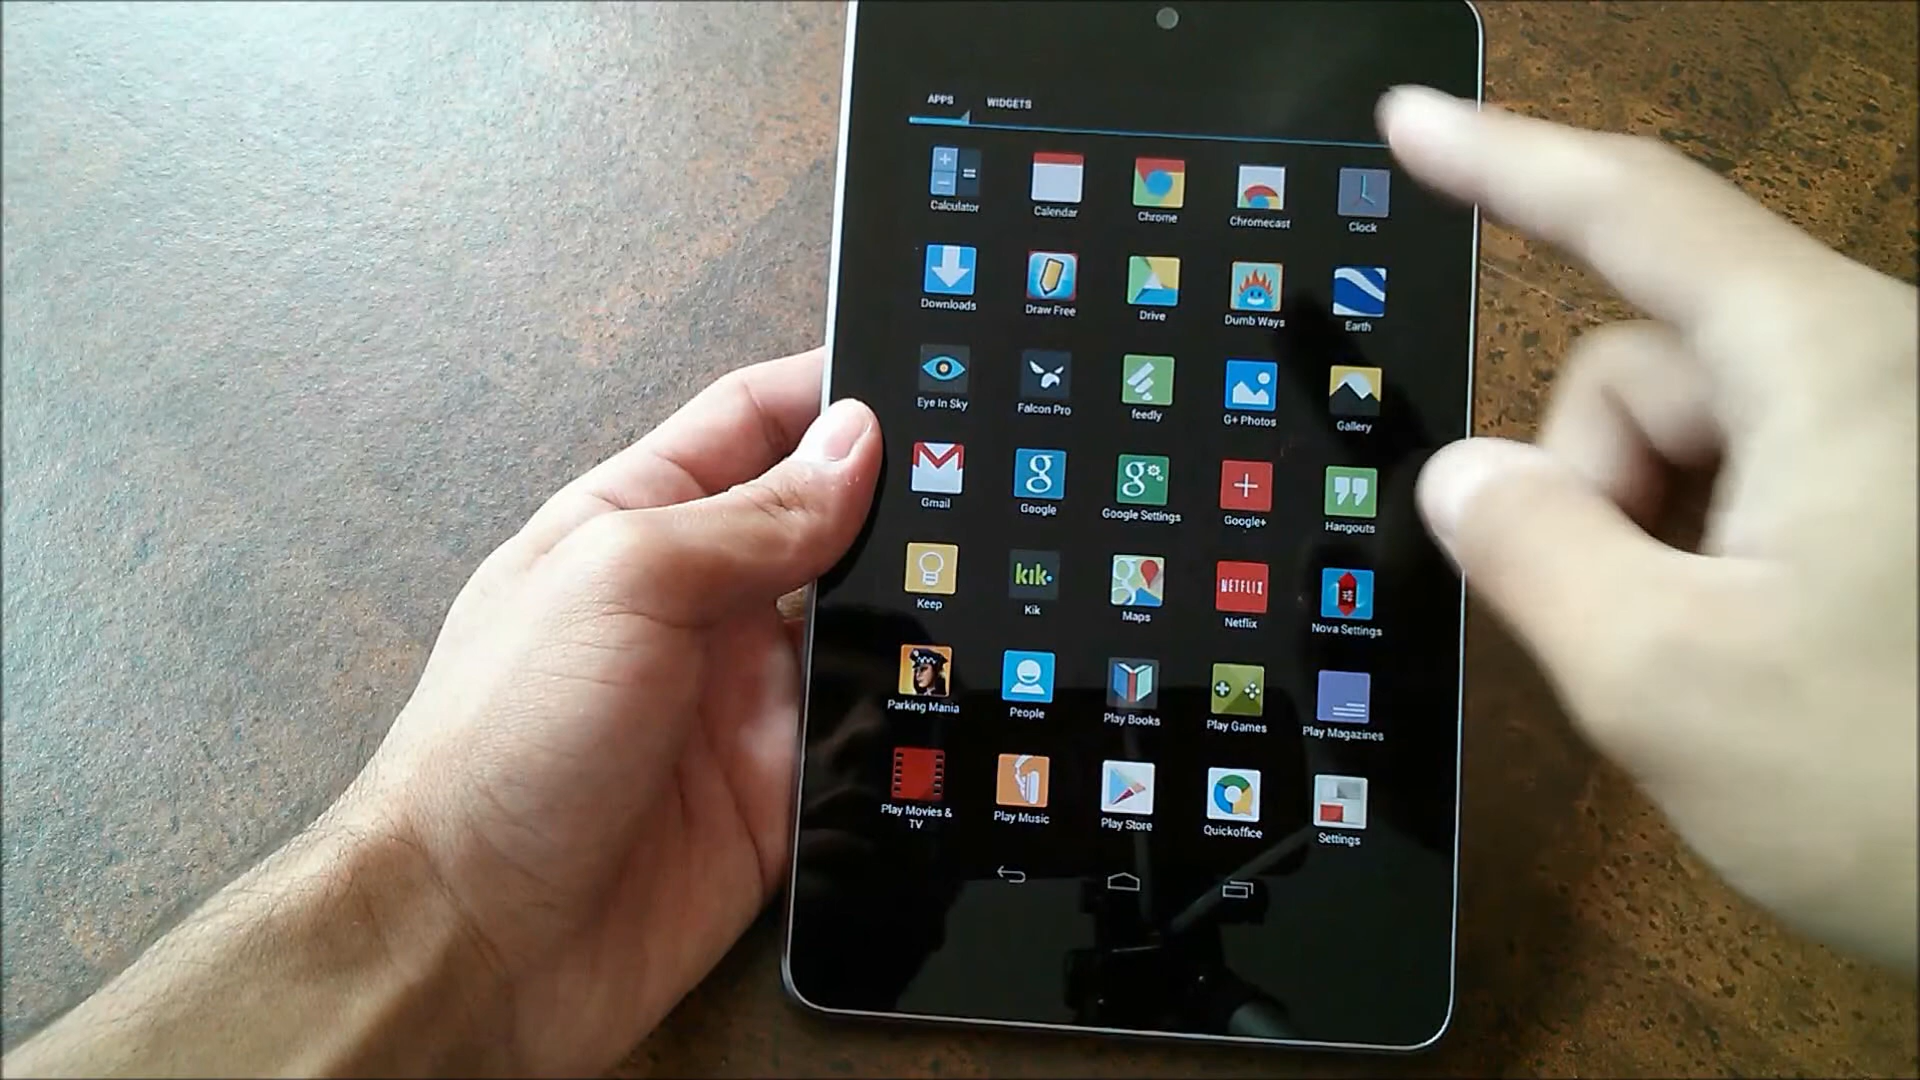 APPS WIDGETS
Calculator Calendar Chrome Chromecast Clock
Downloads Draw Free Drive Dumb Ways Earth
Eye In Sky Falcon Pro feedly G+ Photos Gallery
g g
Gmail Google Google Settings Google+ Hangouts
kik. g NETFLIX
Keep Kik Maps Netflix Nova Settings
Parking Mania People Play Books Play Games Play Magazines
Play Movies & TV Play Music Play Store Quickoffice Settings